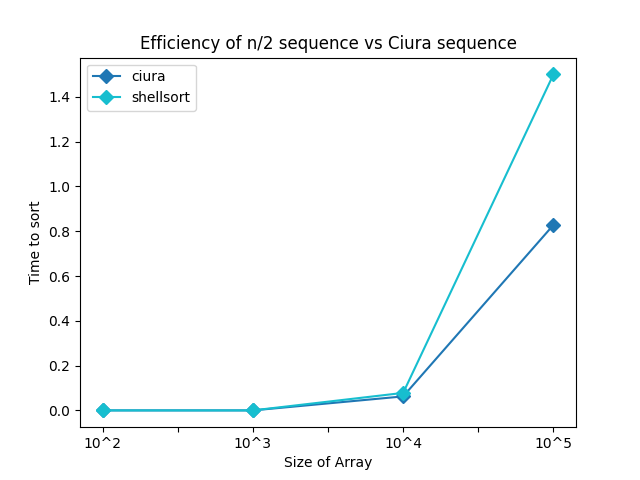 Efficiency of n/2 sequence vs Ciura sequence
ciura
shellsort
Time to sort
1.4
1.2
1.0
0.8
0.6
0.4
0.2
0.0
10^2
10^3
10^4
10^5
Size of Array